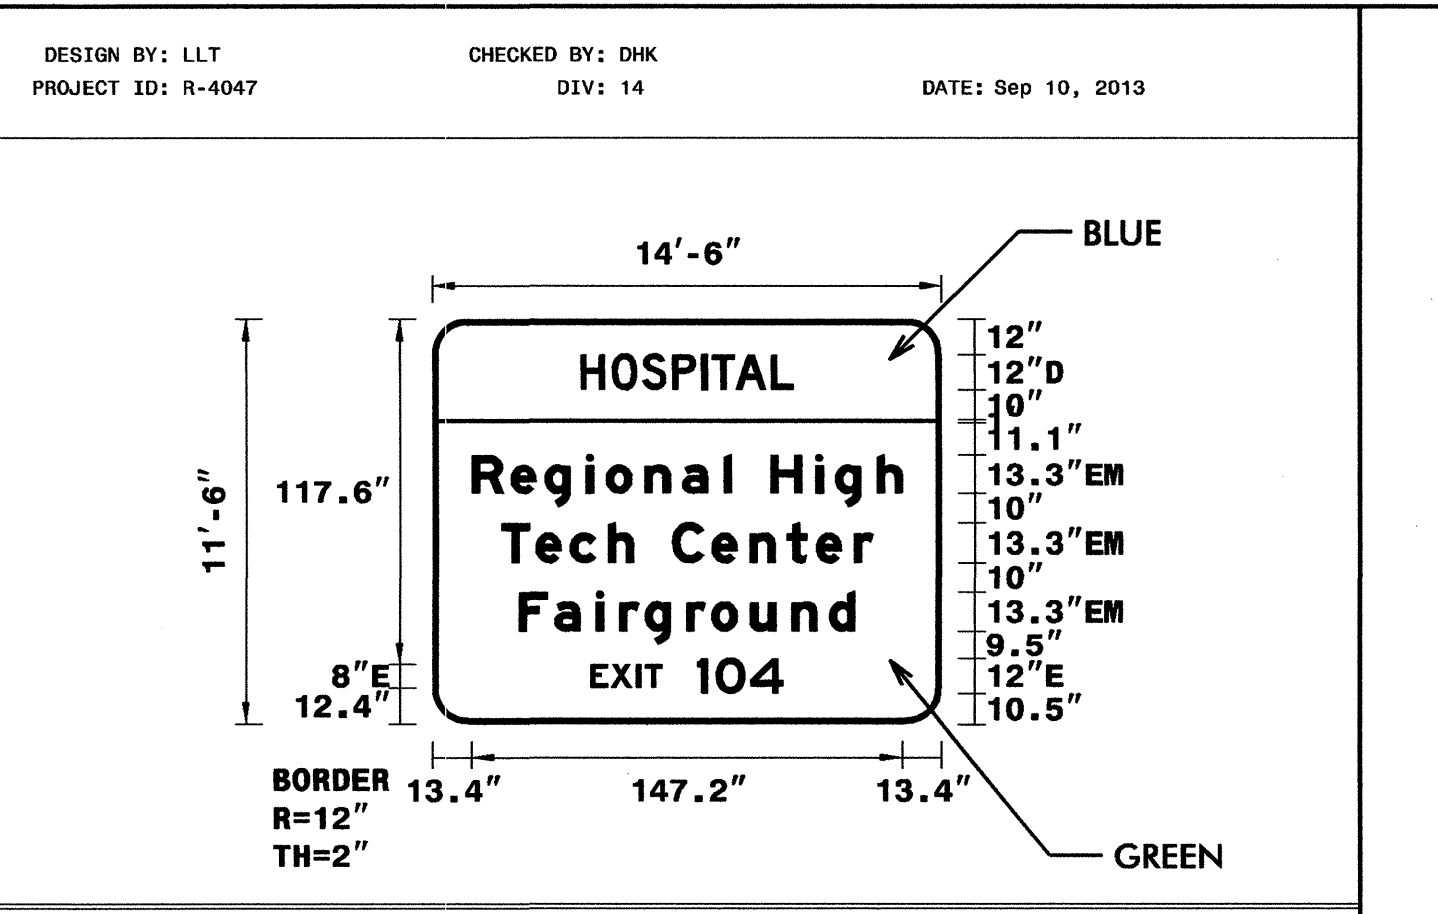 DESIGN BY: LLT CHECKED BY: DHK
PROJECT ID: R-4047 DIV: 14 DATE: Sep 10, 2013
BLUE
14'-6"
12"
HOSPITAL
12"D
10"
11.1"
Regional High
13.3"EM
117.6"
10"
11'-6"
Tech Center
13.3"EM
10"
Fairground
13.3"EM
9.5"
8"E
EXIT 104
12"E
12.4"
10.5"
BORDER
R=12"
TH=2"
13.4" 147.2" 13.4"
GREEN